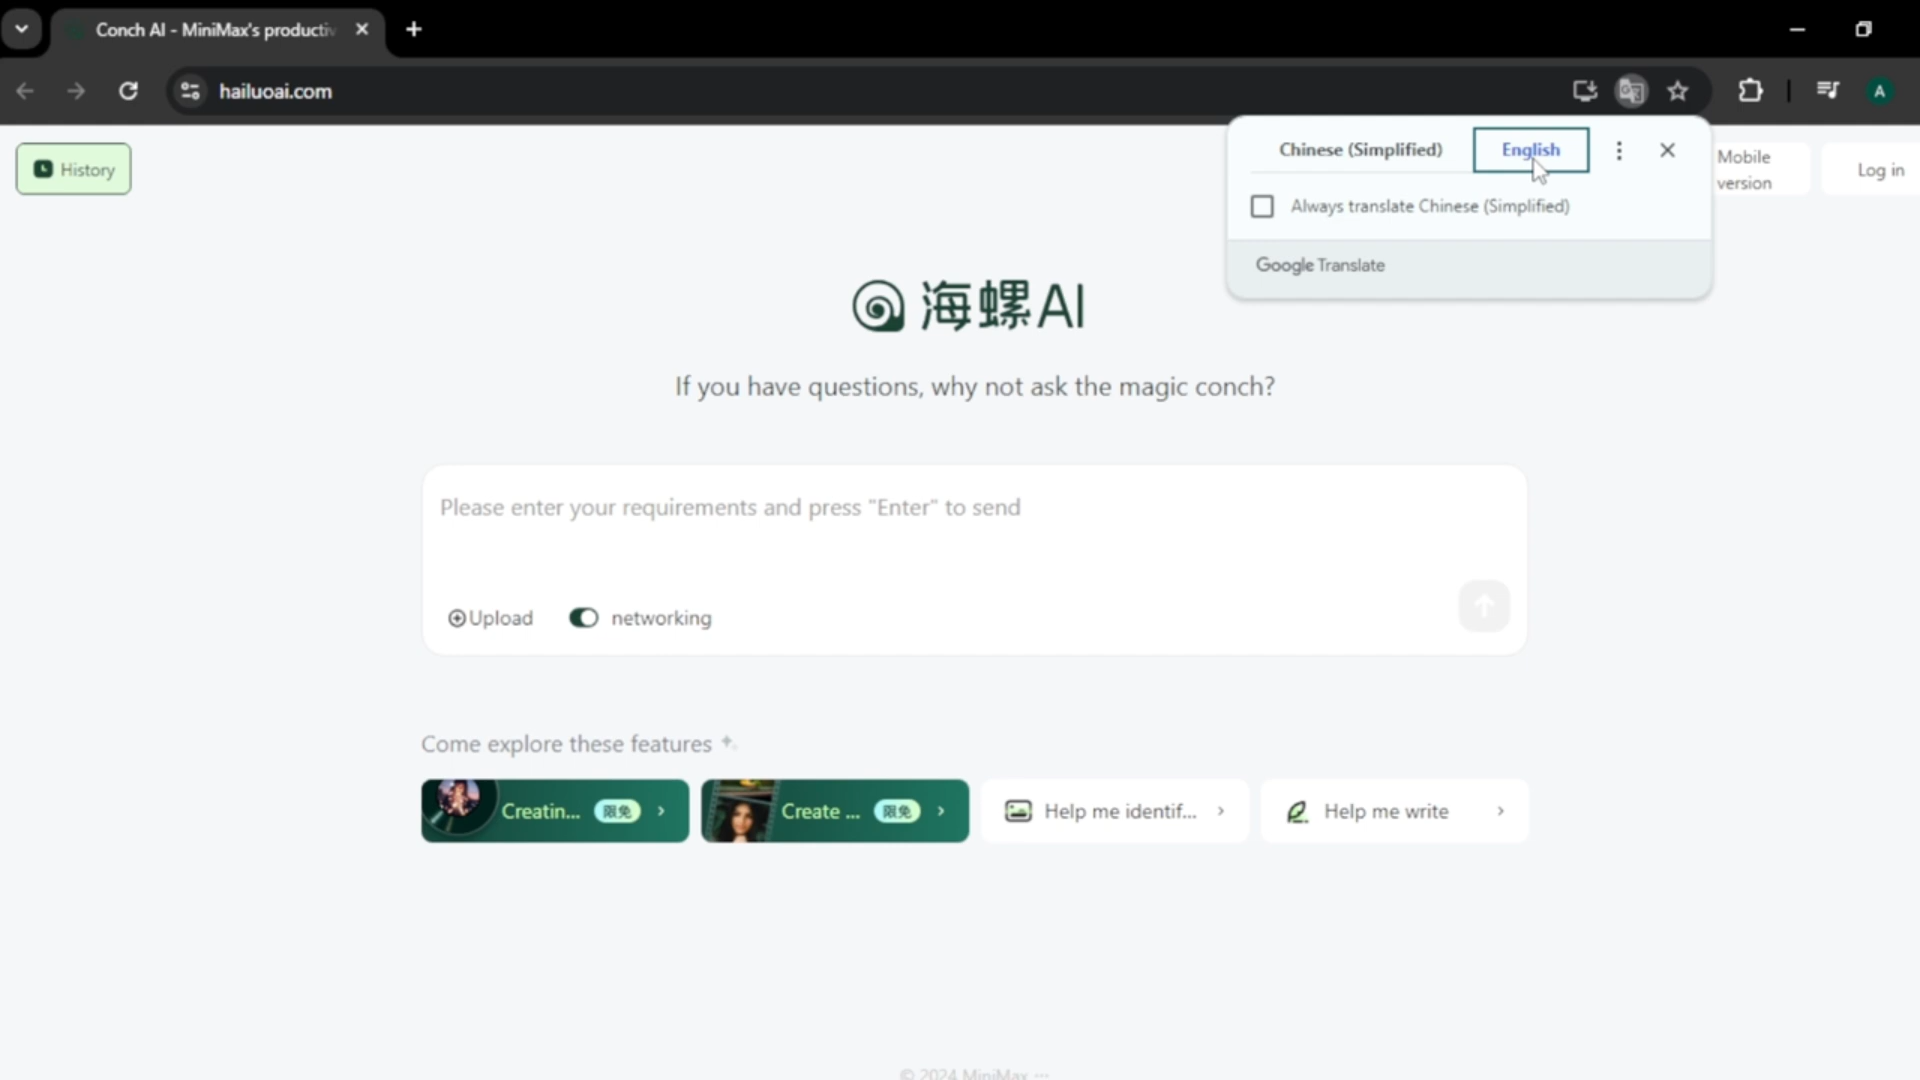 Conch AI - MiniMax's productiv
hailuoai.com
A
History
Chinese (Simplified)
English
Mobile version
Log in
Always translate Chinese (Simplified)
Google Translate
海螺AI
If you have questions, why not ask the magic conch?
Please enter your requirements and press "Enter" to send
Upload
networking
Come explore these features
Creatin... 限免
Create ... 限免
Help me identif...
Help me write
© 2024 MiniMax ···